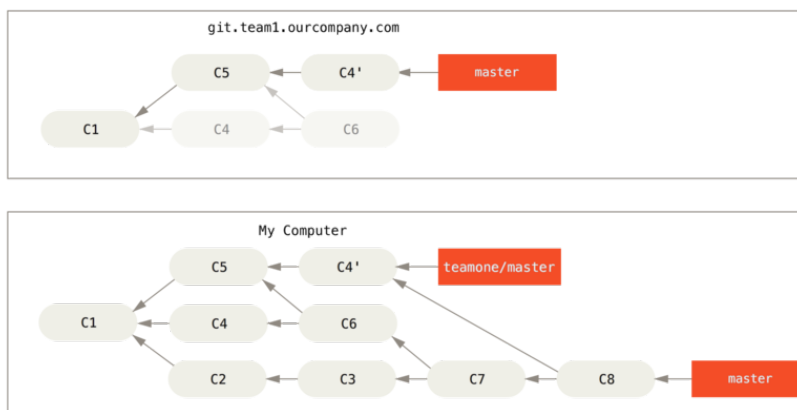 git.team1.ourcompany.com
C5 C4' master
C1 C4 C6
My Computer
C5 C4' teamone/master
C1 C4 C6
C2 C3 C7 C8 master